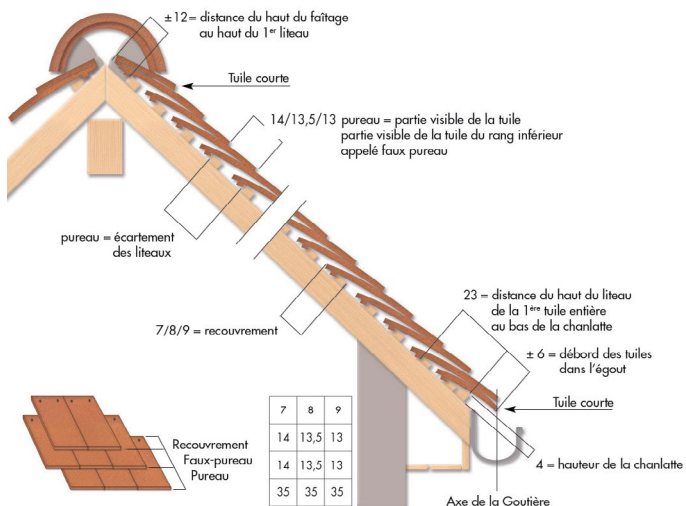 ±12= distance du haut du faîtage
au haut du 1er liteau
Tuile courte
14/13,5/13 pureau = partie visible de la tuile
partie visible de la tuile du rang inférieur
appelé faux pureau
pureau = écartement
des liteaux
23 = distance du haut du liteau
de la 1ère tuile entière
au bas de la chanlatte
7/8/9 = recouvrement
± 6 = débord des tuiles
dans l'égout
Tuile courte
7 8 9
14 13,5 13
14 13,5 13
35 35 35
Recouvrement
Faux-pureau
Pureau
4 = hauteur de la chanlatte
Axe de la Goutière